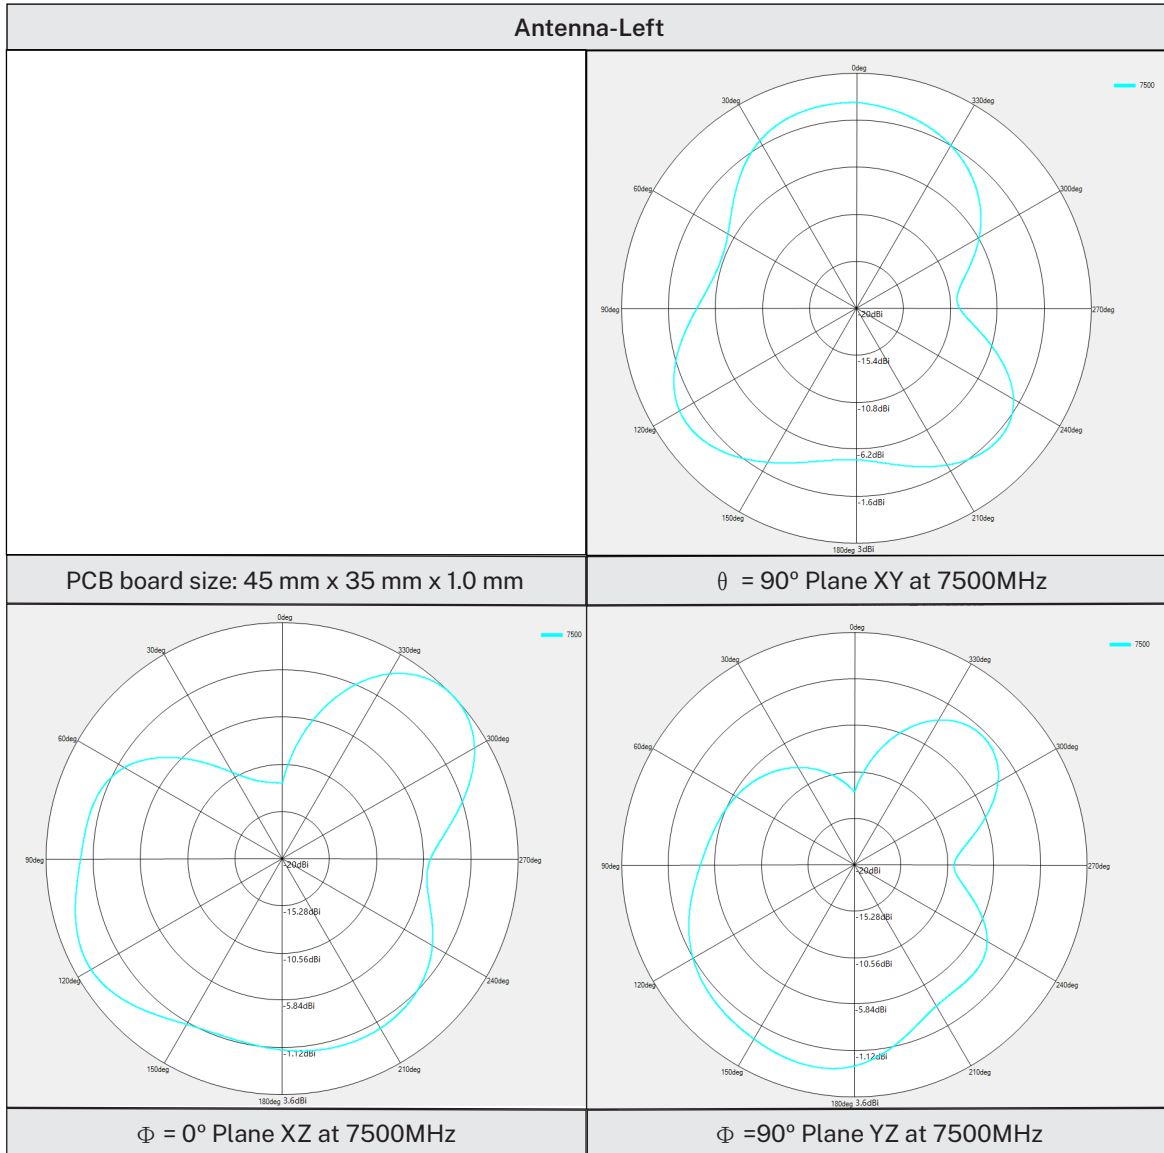 Antenna-Left
0deg
7500
30deg
330deg
60deg
300deg
90deg
-20dBi
270deg
-15.4dBi
-10.8dBi
120deg
240deg
-6.2dBi
-1.6dBi
150deg
210deg
180deg 3dBi
PCB board size: 45 mm x 35 mm x 1.0 mm
θ = 90º Plane XY at 7500MHz
0deg
7500
30deg
330deg
60deg
300deg
90deg
-20dBi
270deg
-15.28dBi
-10.56dBi
120deg
240deg
-5.84dBi
-1.12dBi
150deg
210deg
180deg 3.6dBi
0deg
7500
30deg
330deg
60deg
300deg
90deg
-20dBi
270deg
-15.28dBi
-10.56dBi
120deg
240deg
-5.84dBi
-1.12dBi
150deg
210deg
180deg 3.6dBi
Φ = 0º Plane XZ at 7500MHz
Φ =90º Plane YZ at 7500MHz